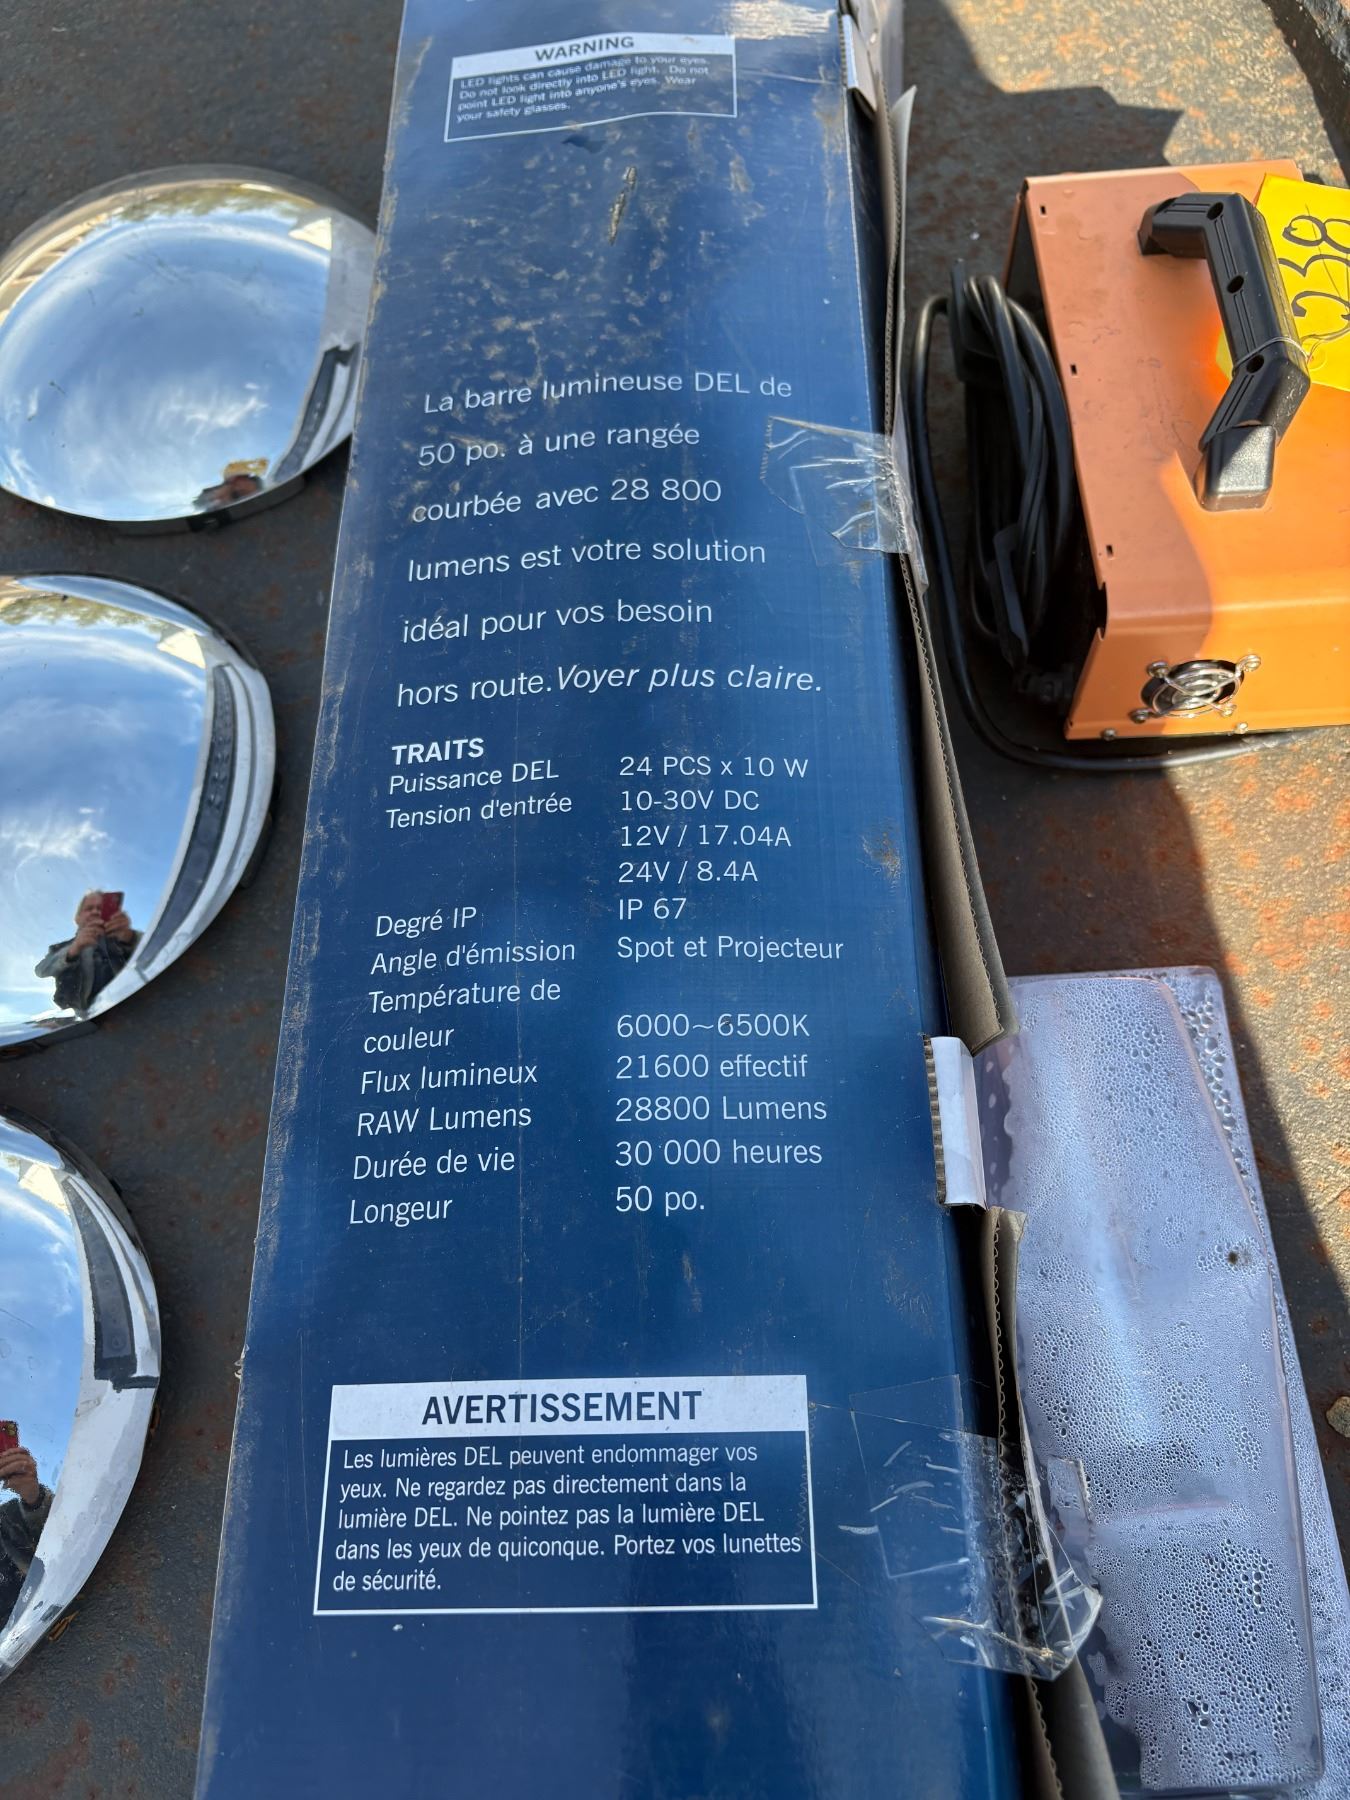 WARNING
LED lights can cause damage to your eyes.
Do not look directly into LED light. Do not
point LED light into anyone's eyes. Wear
your safety glasses.
La barre lumineuse DEL de
50 po. à une rangée
courbée avec 28 800
lumens est votre solution
idéal pour vos besoin
hors route. Voyer plus claire.
TRAITS
Puissance DEL 24 PCS x 10 W
Tension d'entrée 10-30V DC
12V / 17.04A
24V / 8.4A
Degré IP IP 67
Angle d'émission Spot et Projecteur
Température de
couleur 6000~6500K
Flux lumineux 21600 effectif
RAW Lumens 28800 Lumens
Durée de vie 30 000 heures
Longeur 50 po.
AVERTISSEMENT
Les lumières DEL peuvent endommager vos
yeux. Ne regardez pas directement dans la
lumière DEL. Ne pointez pas la lumière DEL
dans les yeux de quiconque. Portez vos lunettes
de sécurité.
238